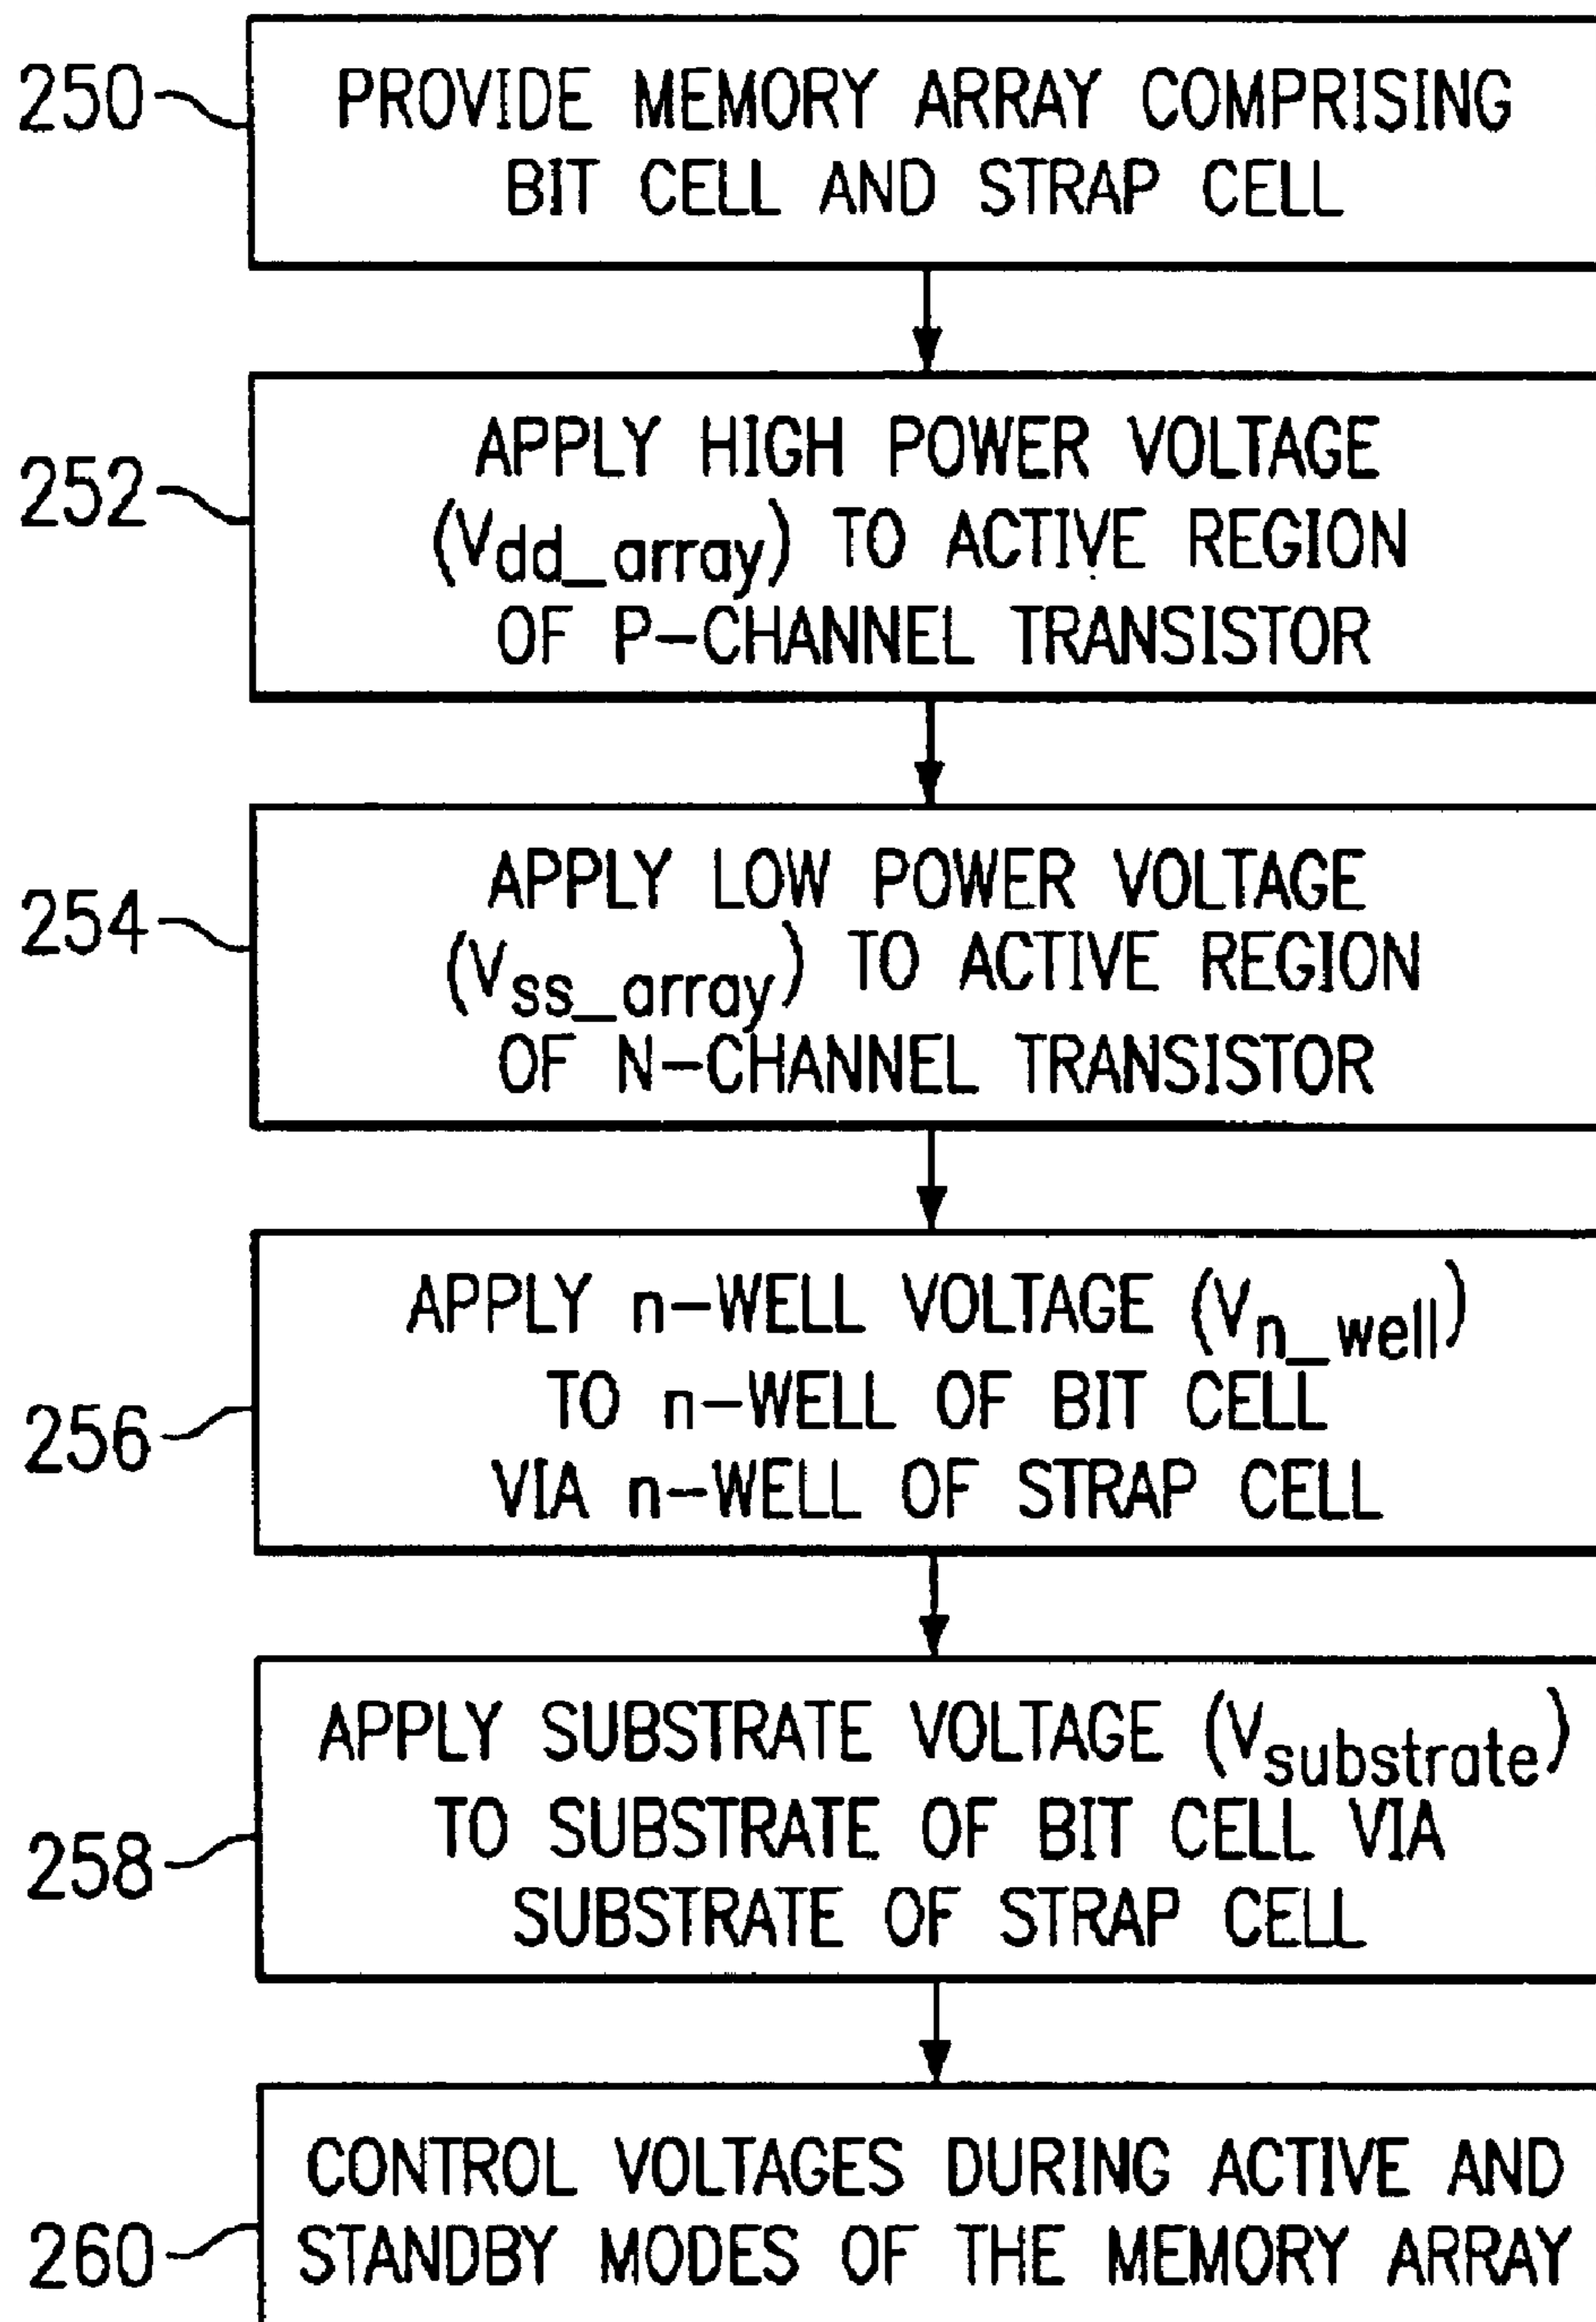 250
PROVIDE MEMORY ARRAY COMPRISING
BIT CELL AND STRAP CELL
252
APPLY HIGH POWER VOLTAGE
(Vdd_array) TO ACTIVE REGION
OF P-CHANNEL TRANSISTOR
254
APPLY LOW POWER VOLTAGE
(Vss_array) TO ACTIVE REGION
OF N-CHANNEL TRANSISTOR
256
APPLY n-WELL VOLTAGE (Vn_well)
TO n-WELL OF BIT CELL
VIA n-WELL OF STRAP CELL
258
APPLY SUBSTRATE VOLTAGE (Vsubstrate)
TO SUBSTRATE OF BIT CELL VIA
SUBSTRATE OF STRAP CELL
260
CONTROL VOLTAGES DURING ACTIVE AND
STANDBY MODES OF THE MEMORY ARRAY